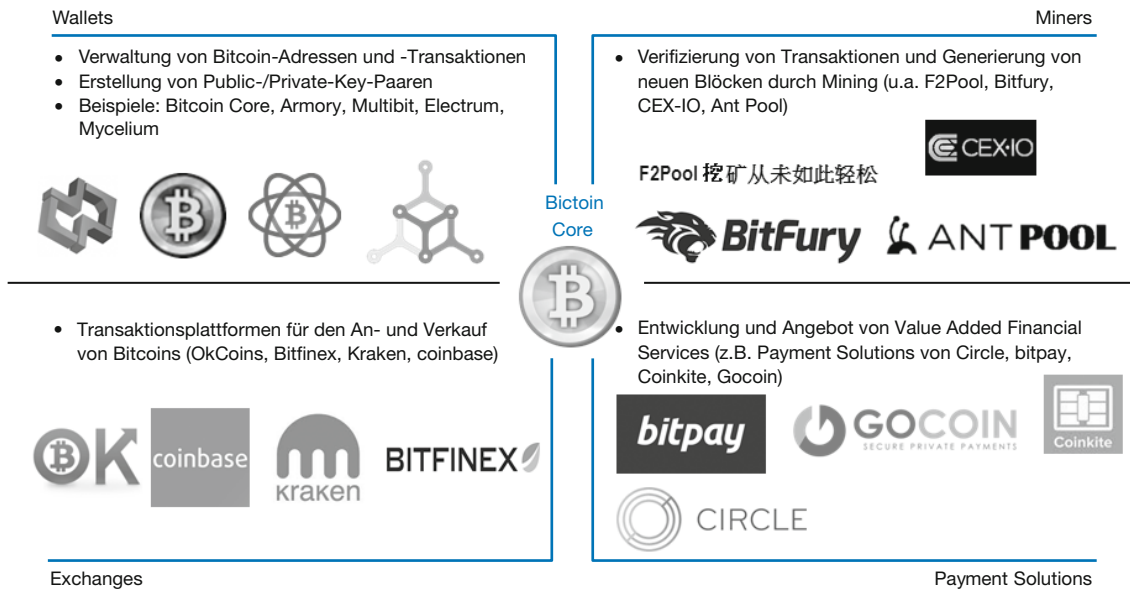 Wallets
• Verwaltung von Bitcoin-Adressen und -Transaktionen
• Erstellung von Public-/Private-Key-Paaren
• Beispiele: Bitcoin Core, Armory, Multibit, Electrum,
Mycelium
Miners
• Verifizierung von Transaktionen und Generierung von
neuen Blöcken durch Mining (u.a. F2Pool, Bitfury,
CEX-IO, Ant Pool)
CEX·IO
F2Pool 挖矿从未如此轻松
BitFury
ANTPOOL
Bictoin
Core
• Transaktionsplattformen für den An- und Verkauf
von Bitcoins (OkCoins, Bitfinex, Kraken, coinbase)
OK
coinbase
kraken
BITFINEX
Exchanges
• Entwicklung und Angebot von Value Added Financial
Services (z.B. Payment Solutions von Circle, bitpay,
Coinkite, Gocoin)
bitpay
GOCOIN
SECURE PRIVATE PAYMENTS
Coinkite
CIRCLE
Payment Solutions